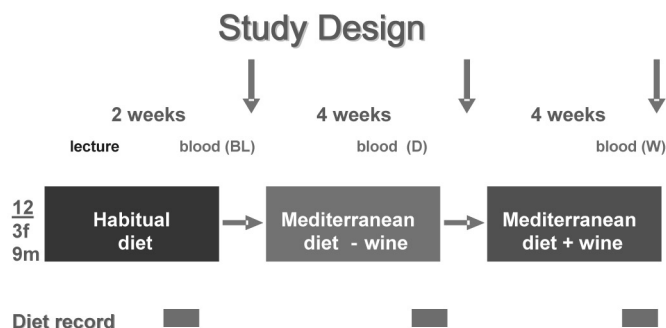 Study Design
2 weeks 4 weeks 4 weeks
lecture blood (BL) blood (D) blood (W)
12
3f
9m
Habitual
diet
Mediterranean
diet - wine
Mediterranean
diet + wine
Diet record